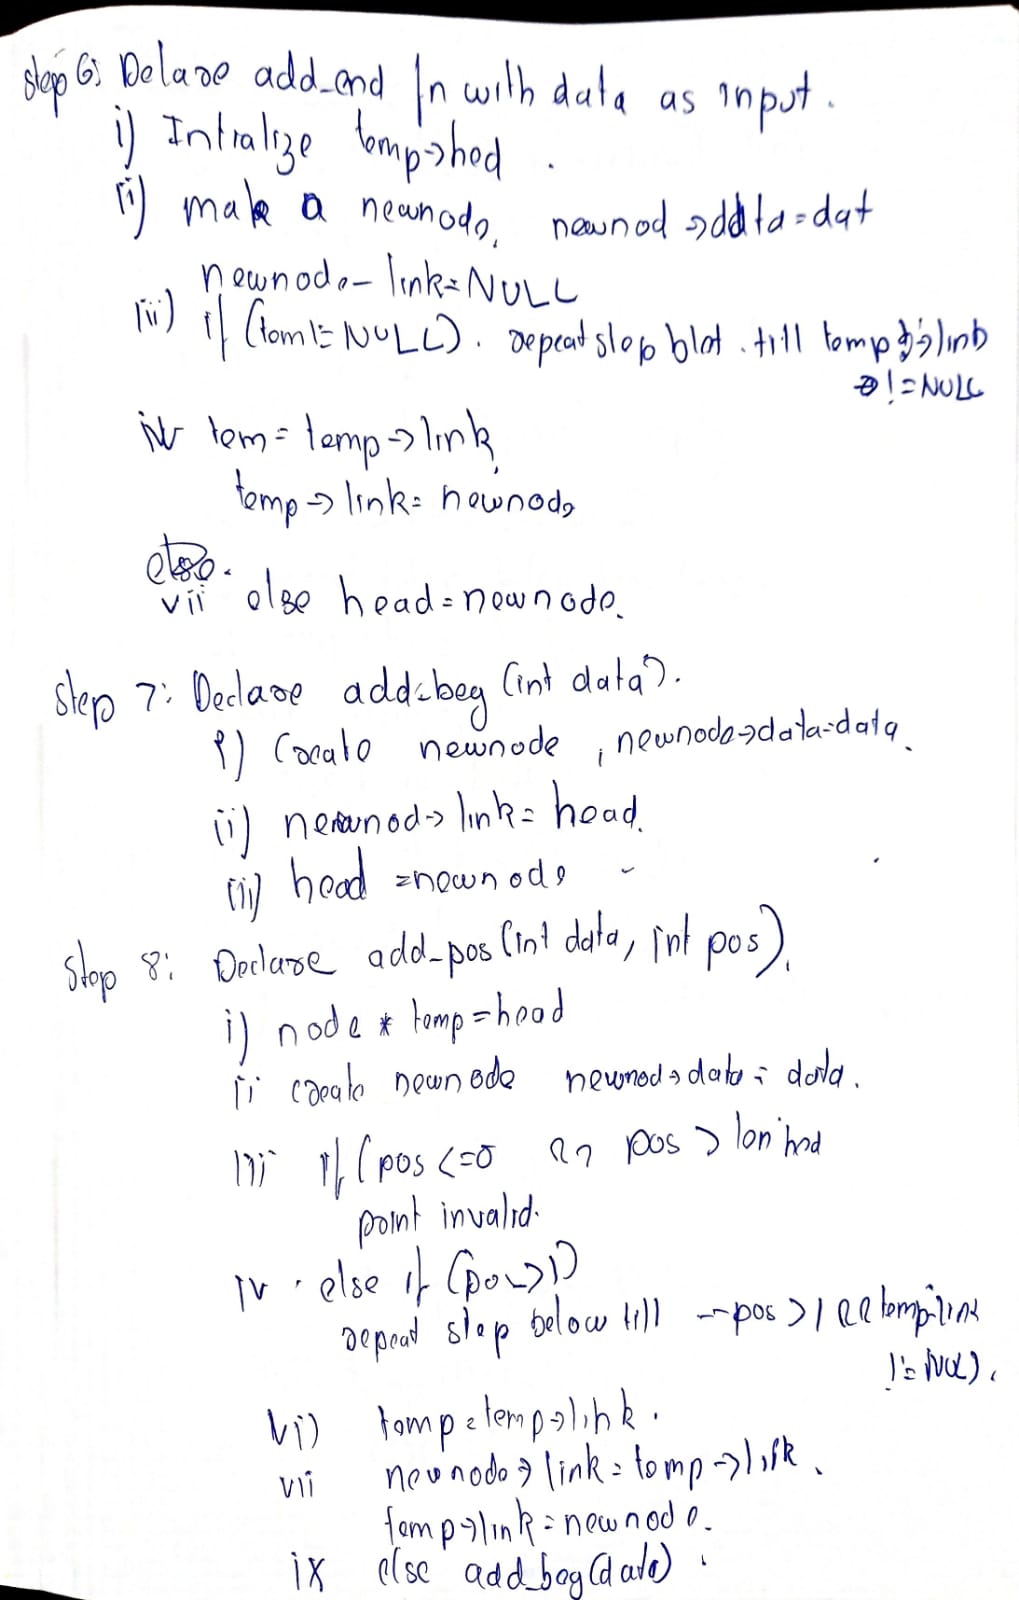 step 6: Delare add_end fn with data as input.
i) Intralize temp→hed .
ii) make a newnode, newnod →data=dat
newnode- link=NULL
iii) if (tem!= NULL). repeat step blot . till temp → link
!=NULL
iv tem = temp→link,
temp→link= newnode
else.
vii else head=newnode.
Step 7: Declare add-beg (int data).
i) Create newnode , newnode→data=data.
ii) newnod→ link= head.
iii) head =newnode
Step 8: Declare add_pos (int data, int pos).
i) node * temp=head
ii create newnode newnod→data = data.
iii if (pos <=0 pos > len
point invalid.
iv . else if (pos>1)
repeat step below till --pos >1 && temp→link
!= NULL).
vi) temp=temp→link.
vii newnode→link=temp→link.
temp→link=newnode.
ix else add_beg(data) .